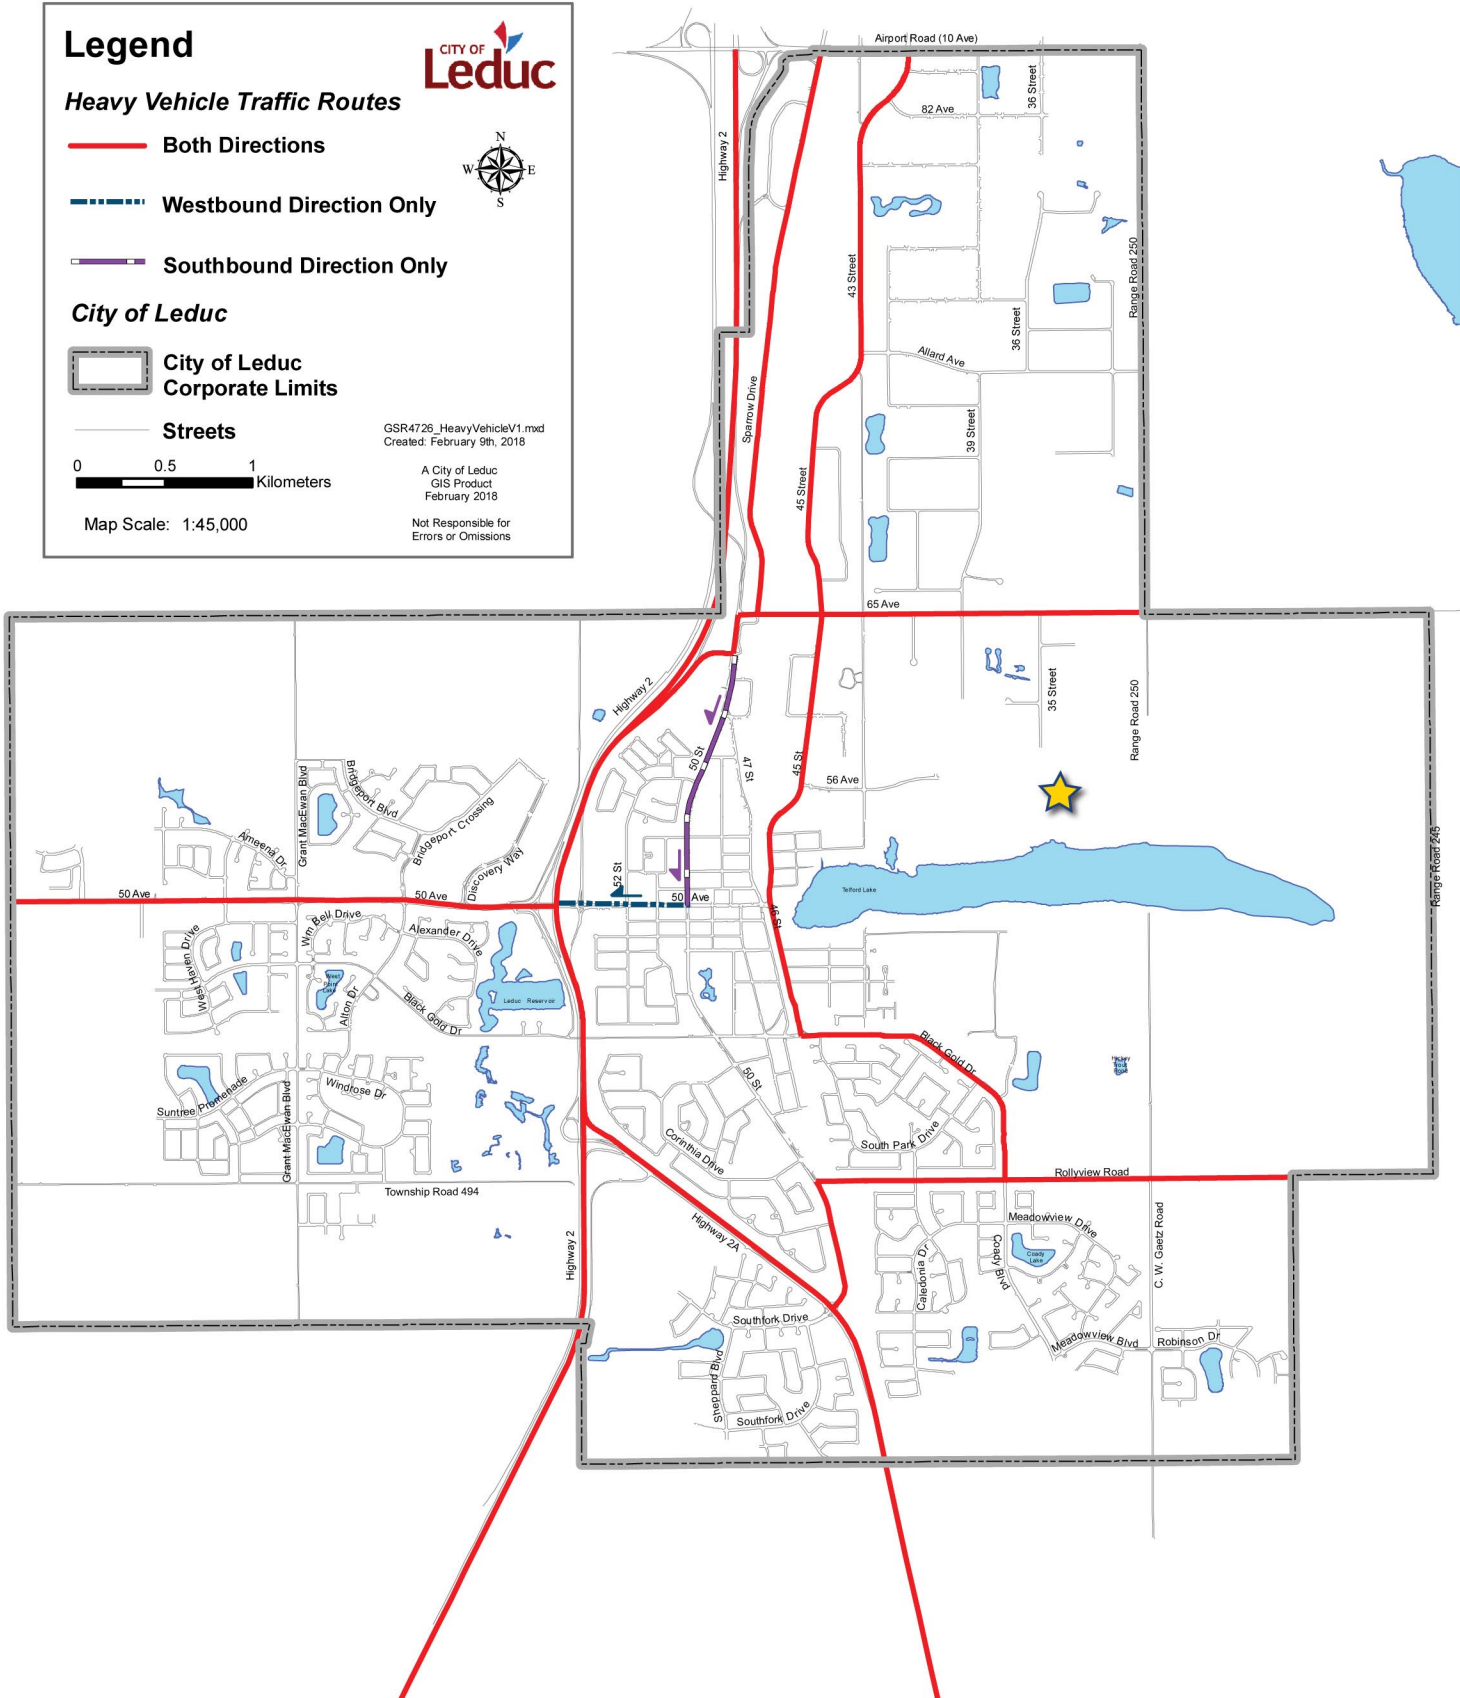 Legend
CITY OF
Leduc
Heavy Vehicle Traffic Routes
Both Directions
N
W
E
S
Westbound Direction Only
Southbound Direction Only
City of Leduc
City of Leduc
Corporate Limits
Streets
GSR4726_HeavyVehicleV1.mxd
Created: February 9th, 2018
0
0.5
1
Kilometers
A City of Leduc
GIS Product
February 2018
Map Scale: 1:45,000
Not Responsible for
Errors or Omissions
Airport Road (10 Ave)
36 Street
82 Ave
Highway 2
43 Street
Range Road 250
36 Street
Allard Ave
Sparrow Drive
39 Street
45 Street
65 Ave
Highway 2
35 Street
Range Road 250
50 St
47 St
45 St
56 Ave
Grant MacEwan Blvd
Bridgeport Blvd
Bridgeport Crossing
Ameena Dr
Discovery Way
52 St
Range Road 245
Telford Lake
50 Ave
50 Ave
50 Ave
46 St
Wm Bell Drive
Alexander Drive
West Haven Drive
West
Point
Lake
Alton Dr
Black Gold Dr
Leduc Reservoir
Black Gold Dr
50 St
Suntree Promenade
Windrose Dr
Grant MacEwan Blvd
Corinthia Drive
South Park Drive
Rollyview Road
Township Road 494
Highway 2
Highway 2A
Meadowview Drive
Coady
Lake
Coady Blvd
Caledonia Dr
C. W. Gaetz Road
Southfork Drive
Meadowview Blvd
Robinson Dr
Sheppard Blvd
Southfork Drive